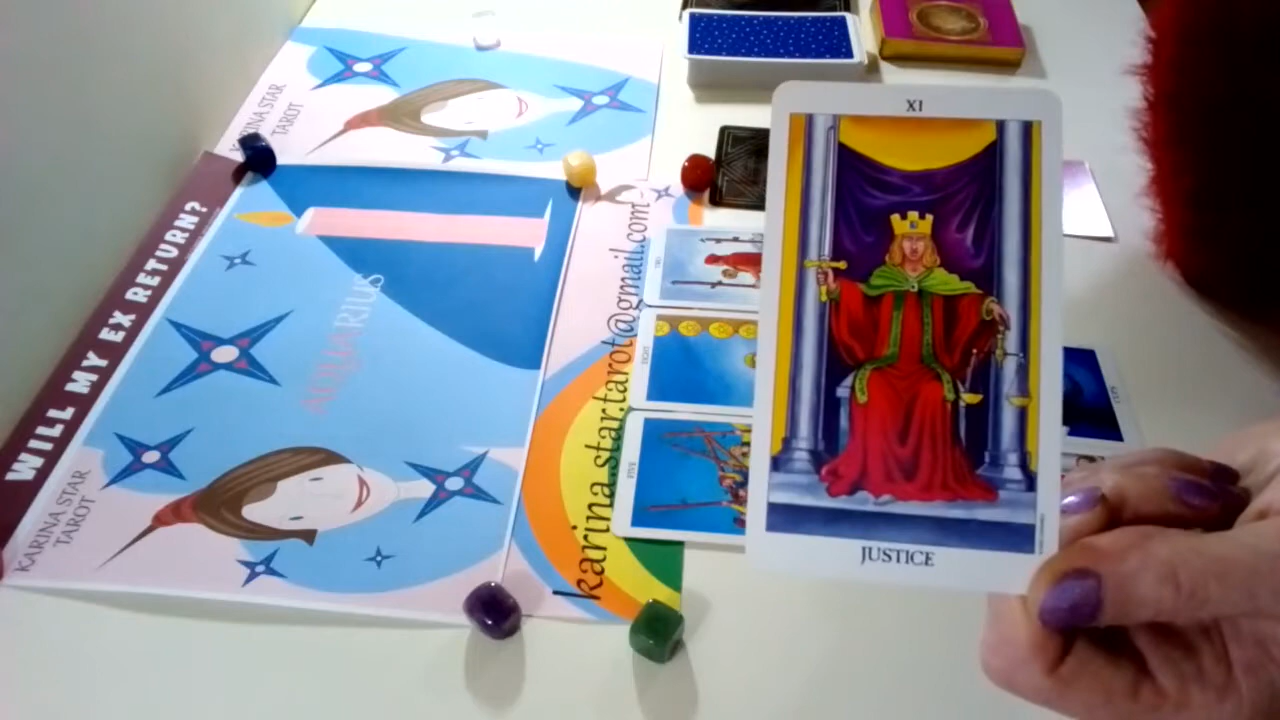 KARINA STAR
TAROT
WILL MY EX RETURN?
AQUARIUS
KARINA STAR
TAROT
karina.star.tarot@gmail.com
EIGHT
FIVE
XI
JUSTICE